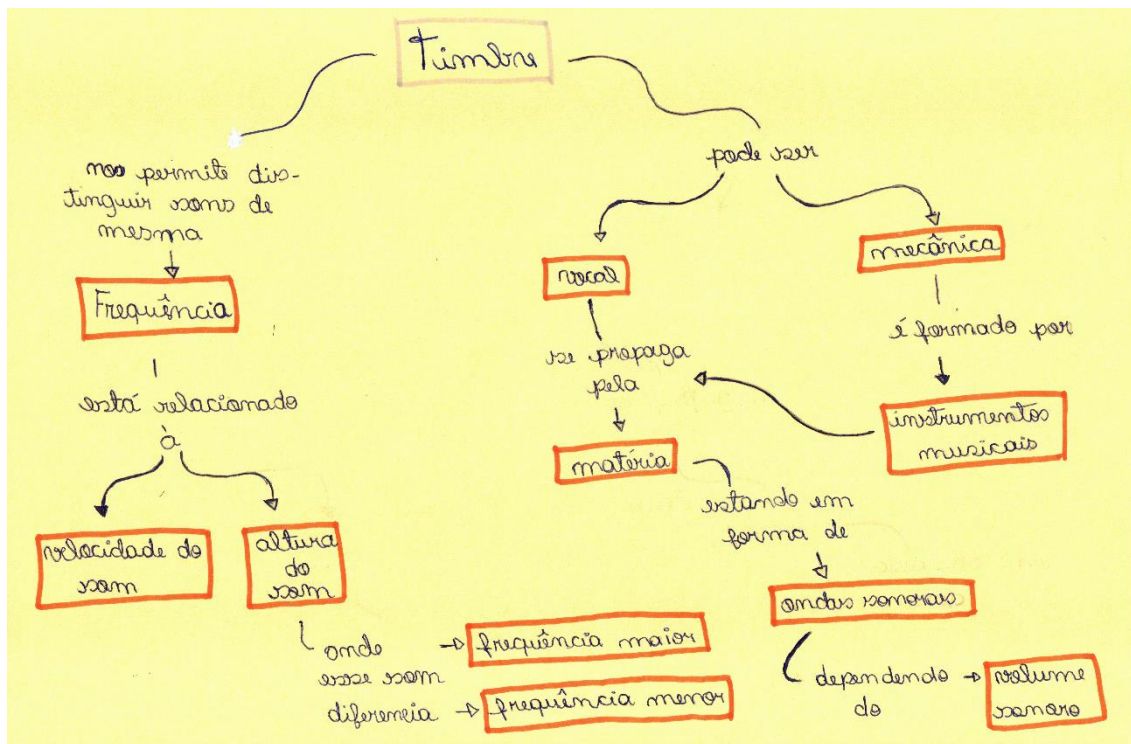 Timbre
nos permite dis-
tinguir sons de
mesma
Frequência
está relacionado
à
velocidade do
som
altura
do
som
onde
esse som
diferencia
frequência maior
frequência menor
pode ser
vocal
se propaga
pela
matéria
mecânica
é formado por
instrumentos
musicais
estando em
forma de
ondas sonoras
dependendo
do
volume
sonoro